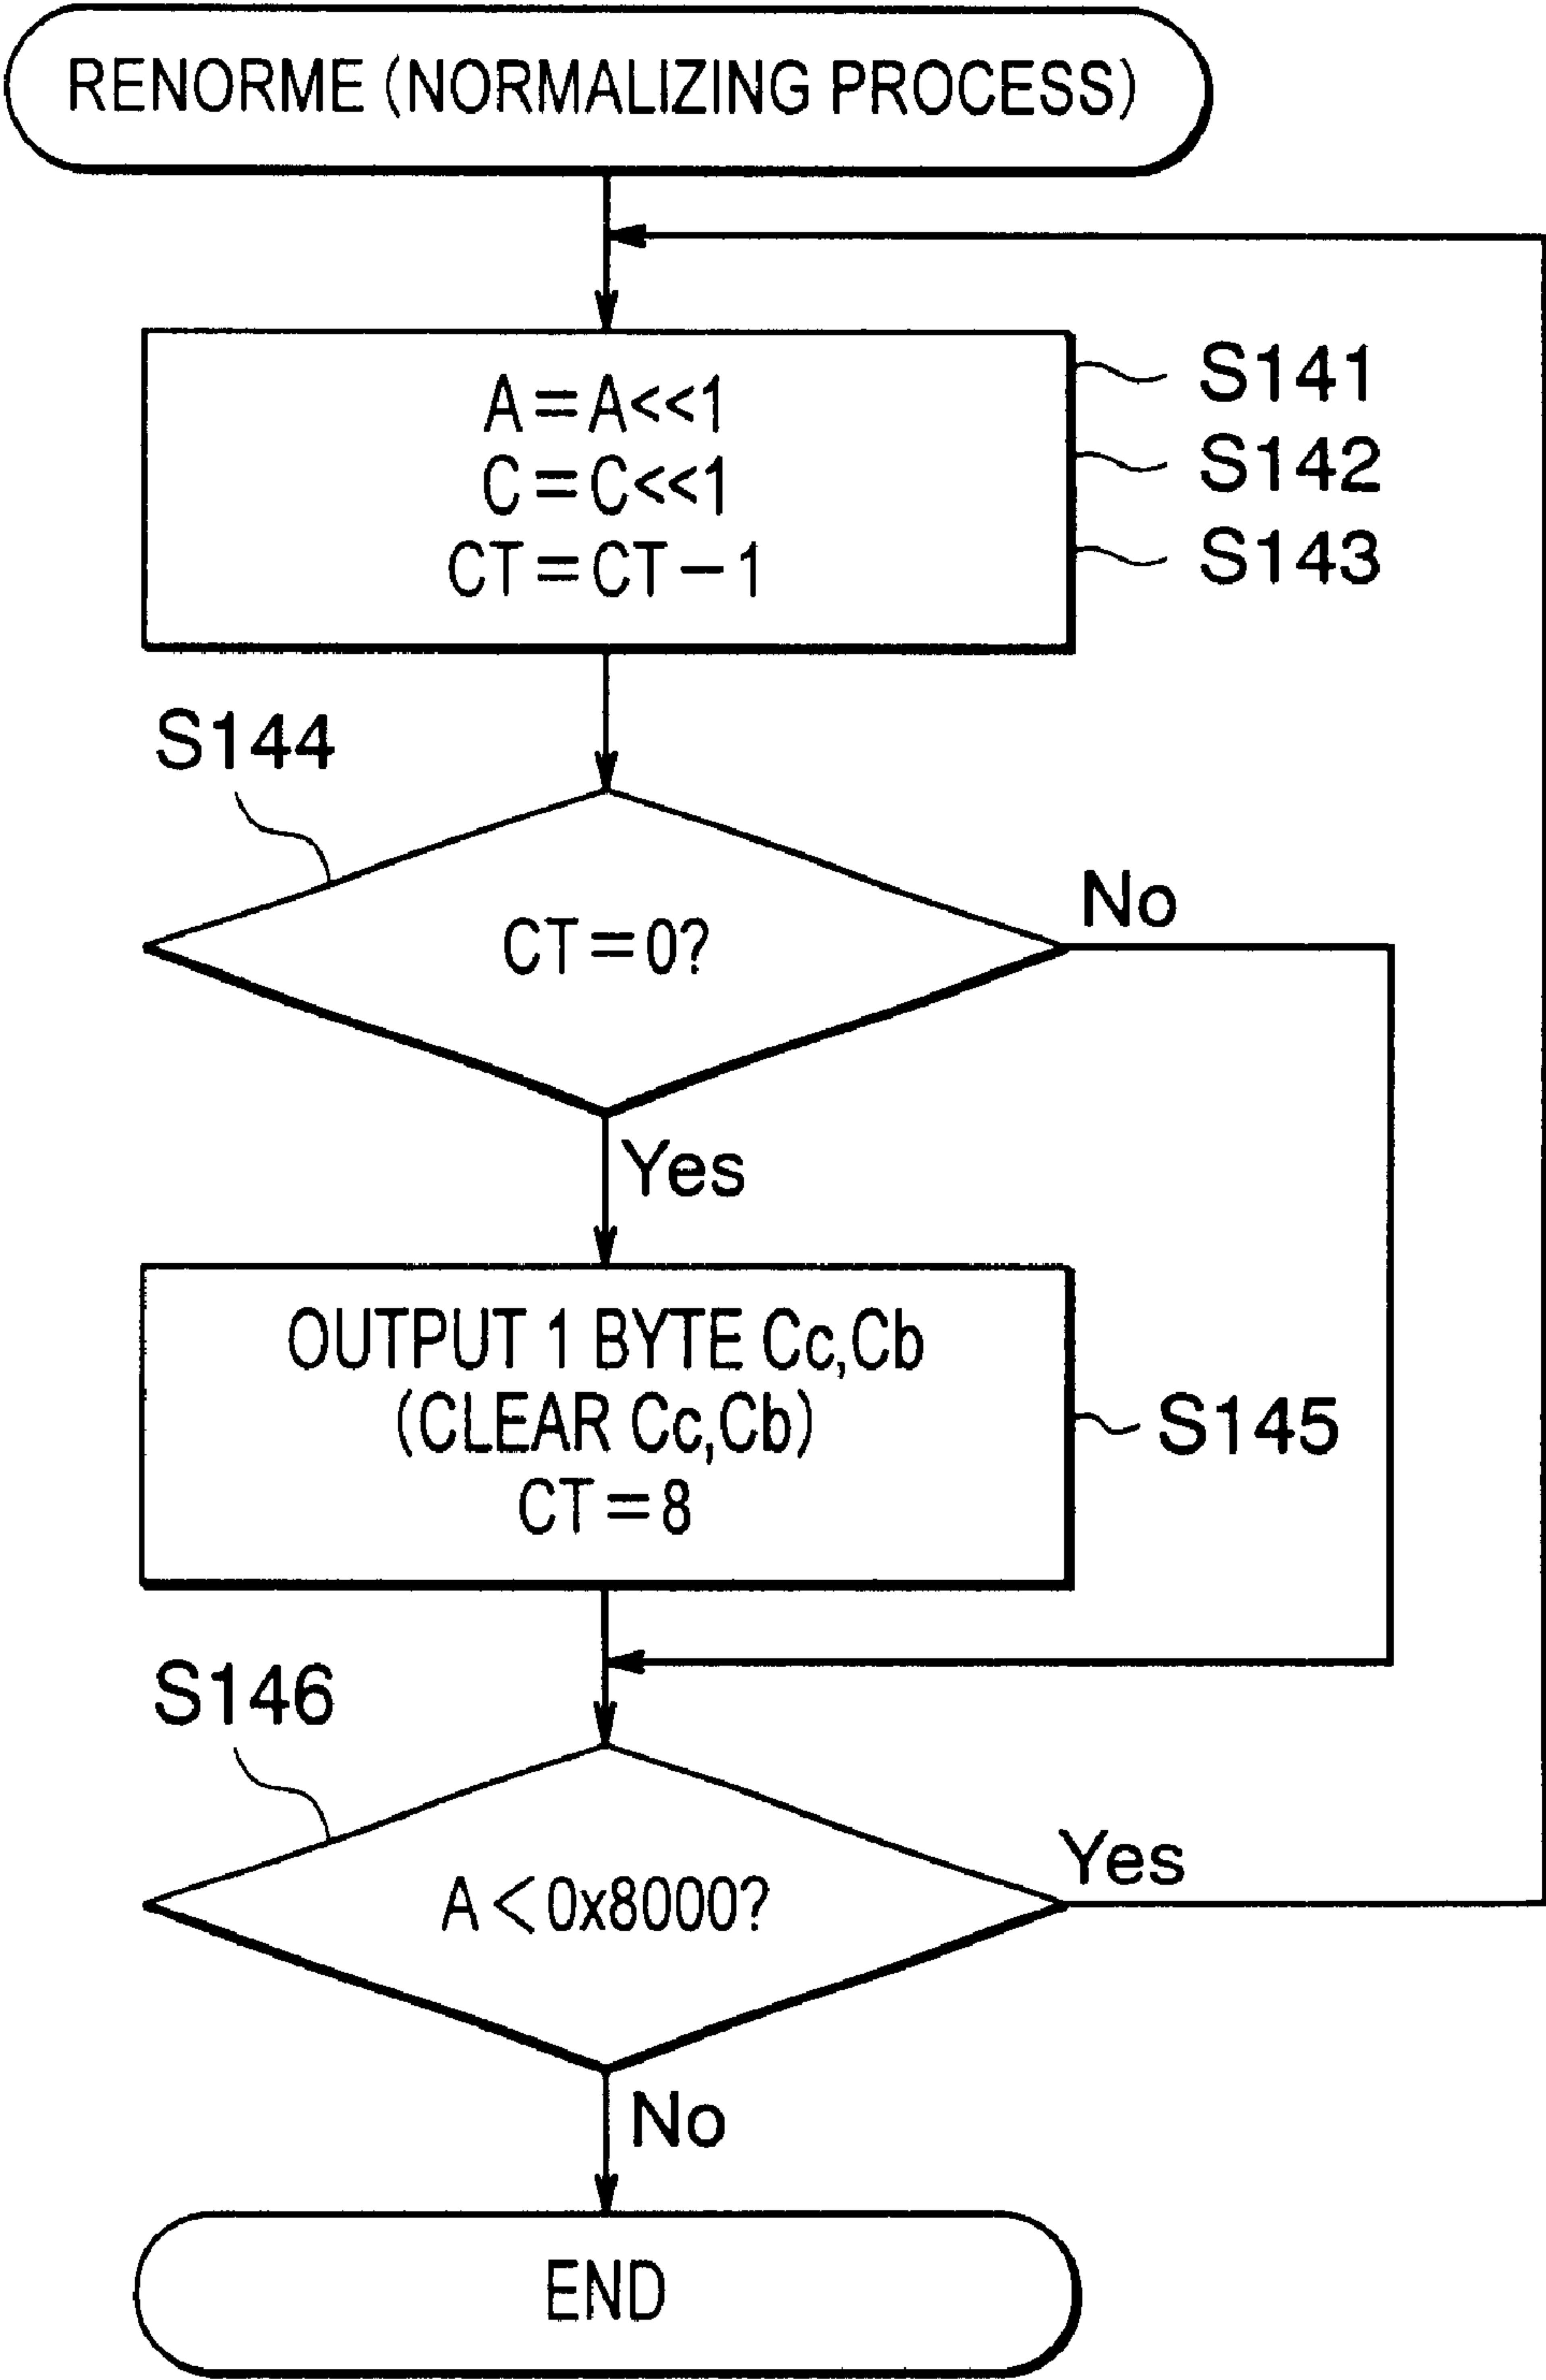 RENORME (NORMALIZING PROCESS)
A=A<<1
S141
C=C<<1
S142
CT=CT-1
S143
S144
CT=0?
No
Yes
OUTPUT 1 BYTE Cc,Cb
(CLEAR Cc,Cb)
S145
CT=8
S146
A<0x8000?
Yes
No
END